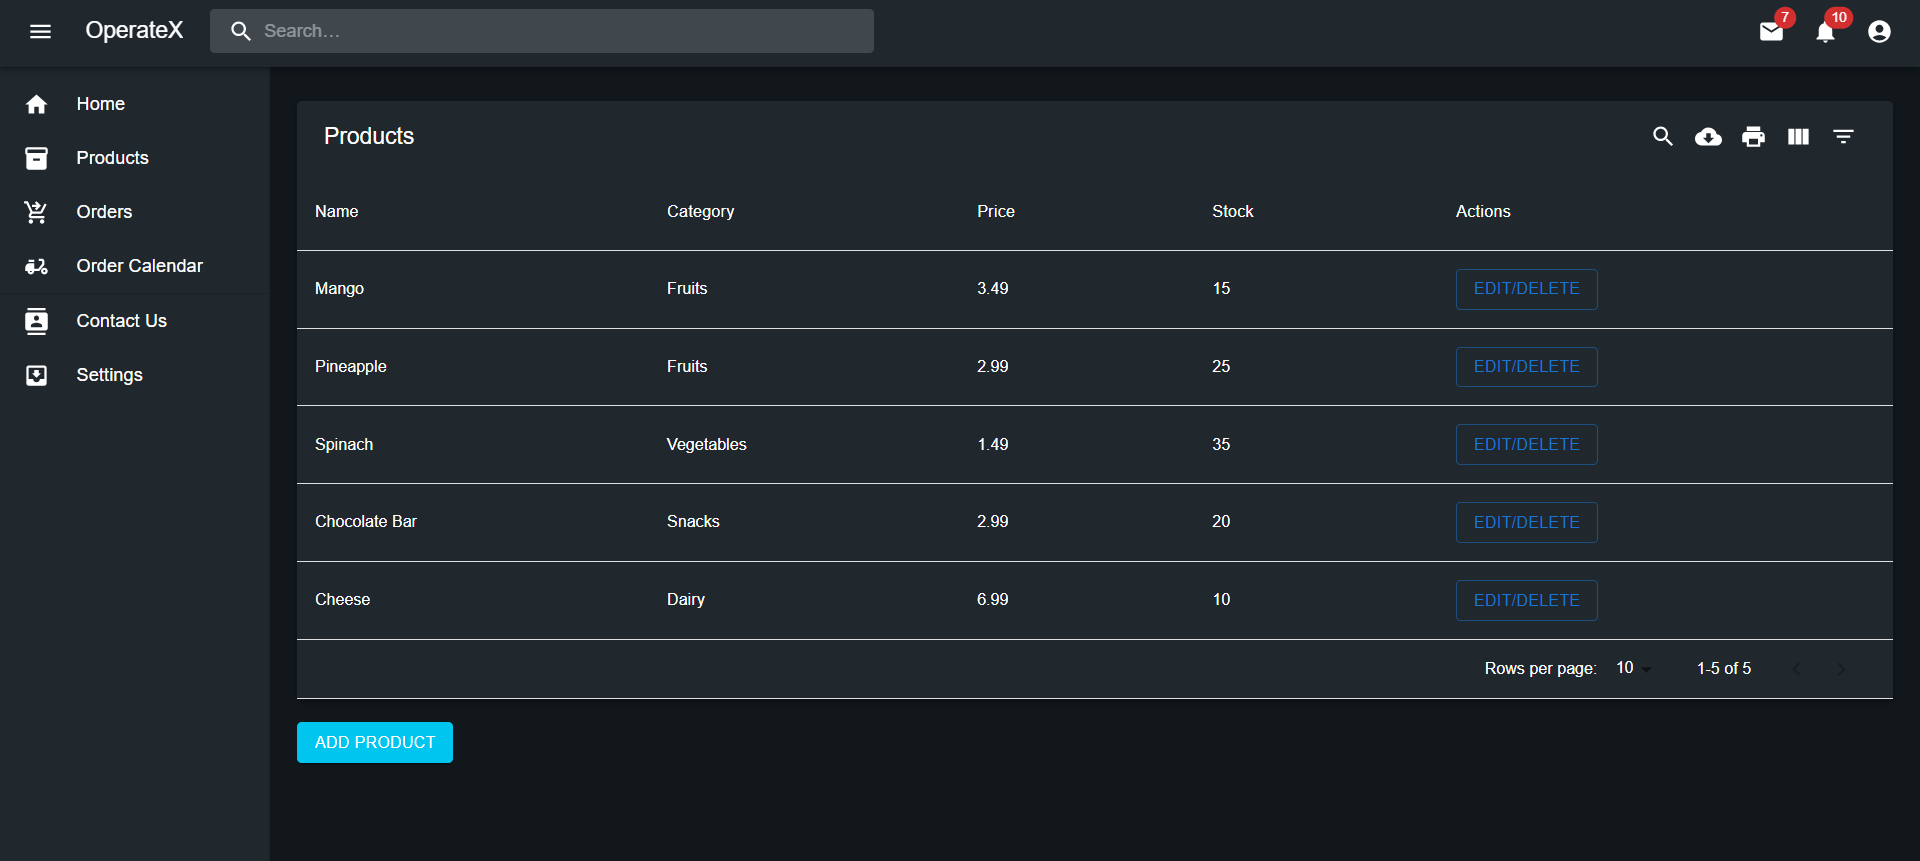 OperateX
Search…
7
10
Home
Products
Orders
Order Calendar
Contact Us
Settings
Products
Name Category Price Stock Actions
Mango Fruits 3.49 15 EDIT/DELETE
Pineapple Fruits 2.99 25 EDIT/DELETE
Spinach Vegetables 1.49 35 EDIT/DELETE
Chocolate Bar Snacks 2.99 20 EDIT/DELETE
Cheese Dairy 6.99 10 EDIT/DELETE
Rows per page: 10 1-5 of 5
ADD PRODUCT